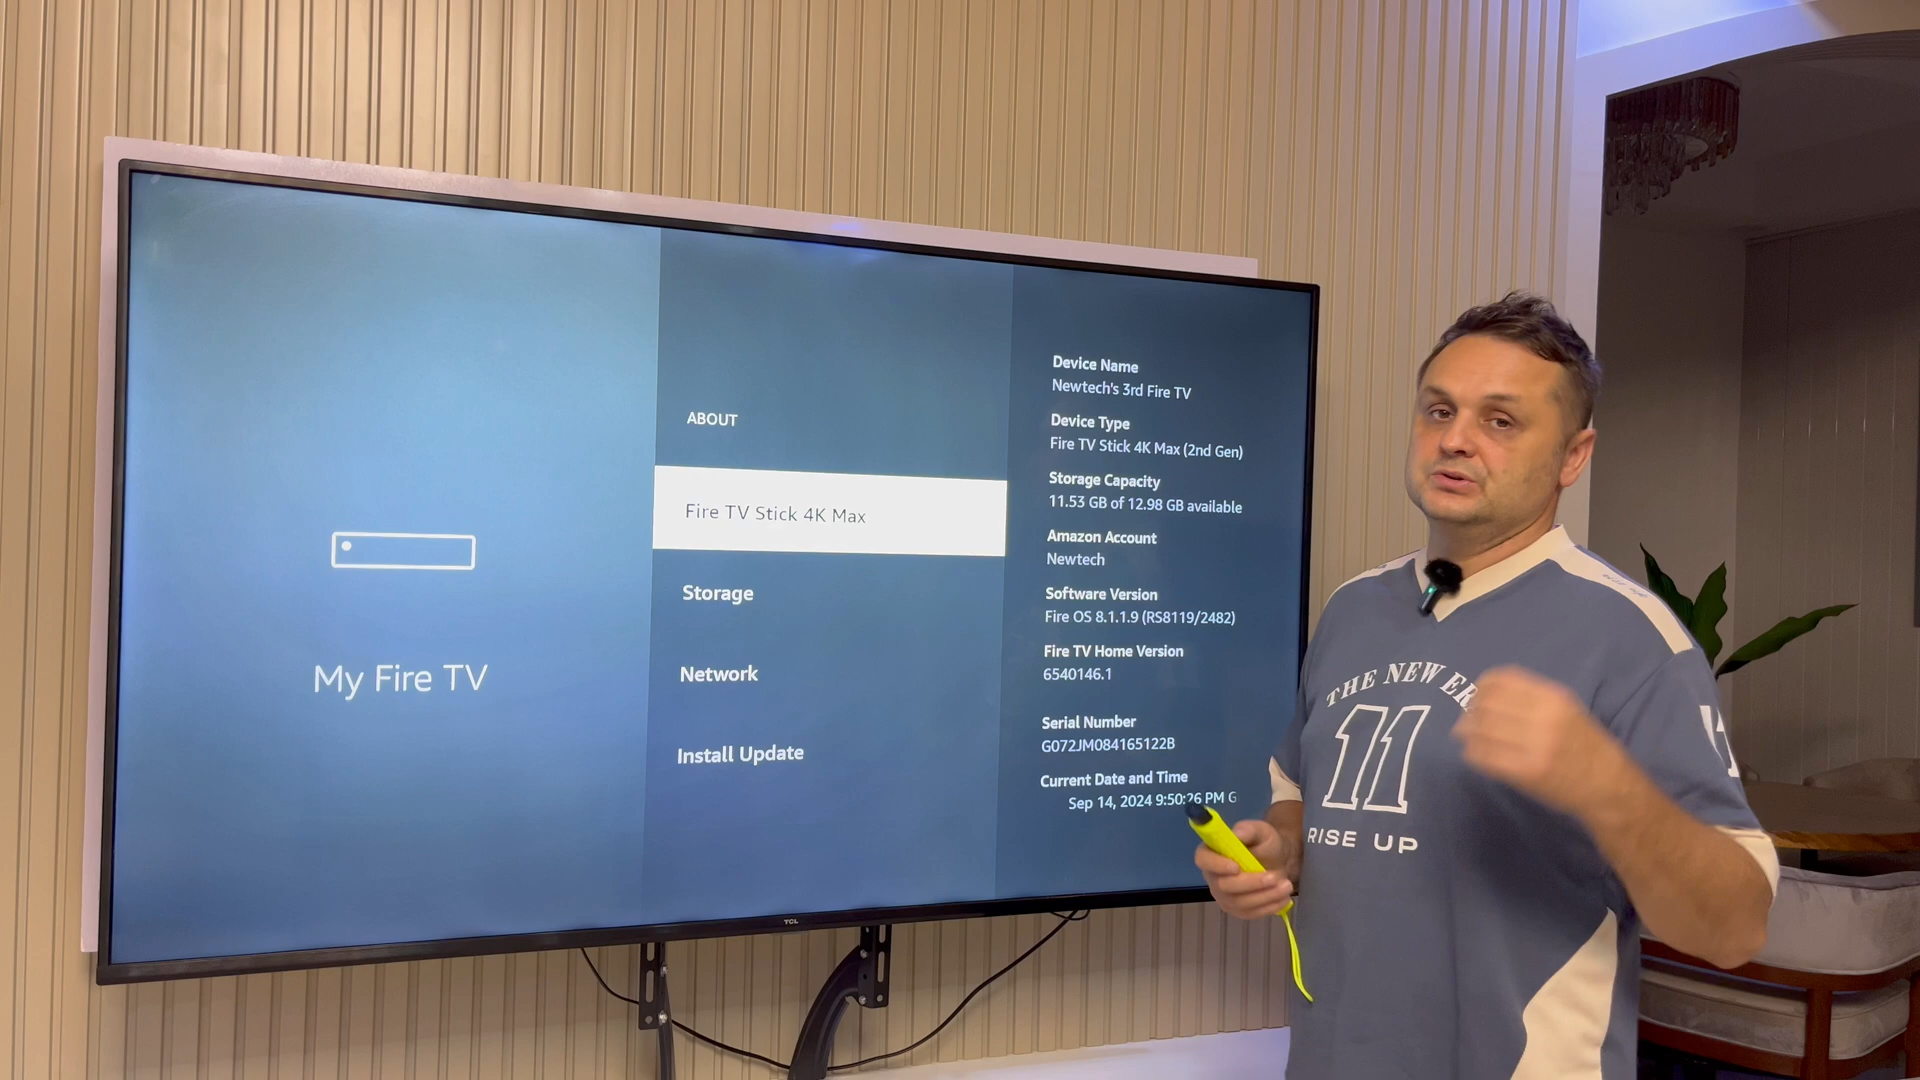 My Fire TV
ABOUT
Fire TV Stick 4K Max
Storage
Network
Install Update
Device Name
Newtech's 3rd Fire TV
Device Type
Fire TV Stick 4K Max (2nd Gen)
Storage Capacity
11.53 GB of 12.98 GB available
Amazon Account
Newtech
Software Version
Fire OS 8.1.1.9 (RS8119/2482)
Fire TV Home Version
6540146.1
Serial Number
G072JM084165122B
Current Date and Time
Sep 14, 2024 9:50:26 PM G
TCL
THE NEW ER
11
RISE UP